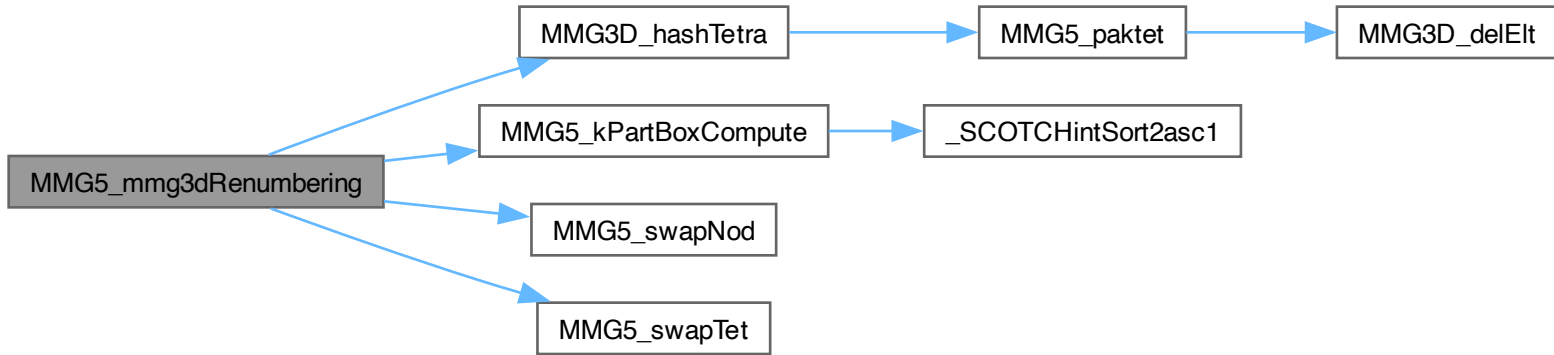 MMG3D_hashTetra
MMG5_paktet
MMG3D_delElt
MMG5_kPartBoxCompute
_SCOTCHintSort2asc1
MMG5_mmg3dRenumbering
MMG5_swapNod
MMG5_swapTet